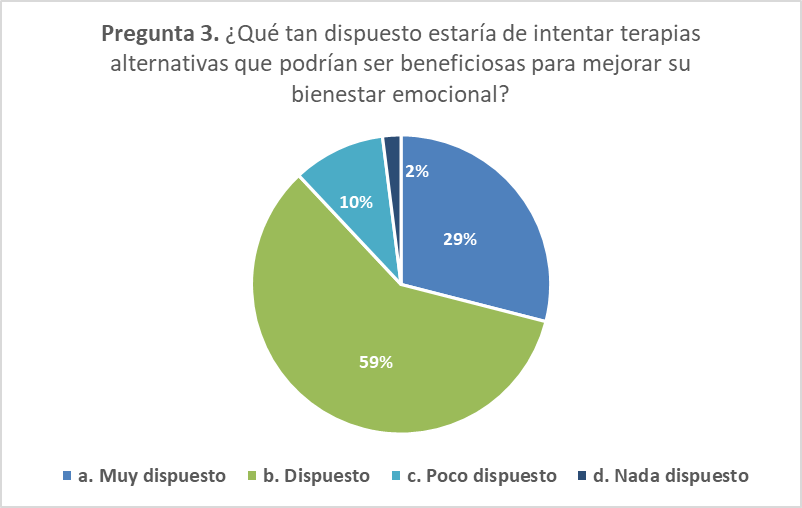 Pregunta 3. ¿Qué tan dispuesto estaría de intentar terapias
alternativas que podrían ser beneficiosas para mejorar su
bienestar emocional?
2%
10%
29%
59%
a. Muy dispuesto b. Dispuesto c. Poco dispuesto d. Nada dispuesto